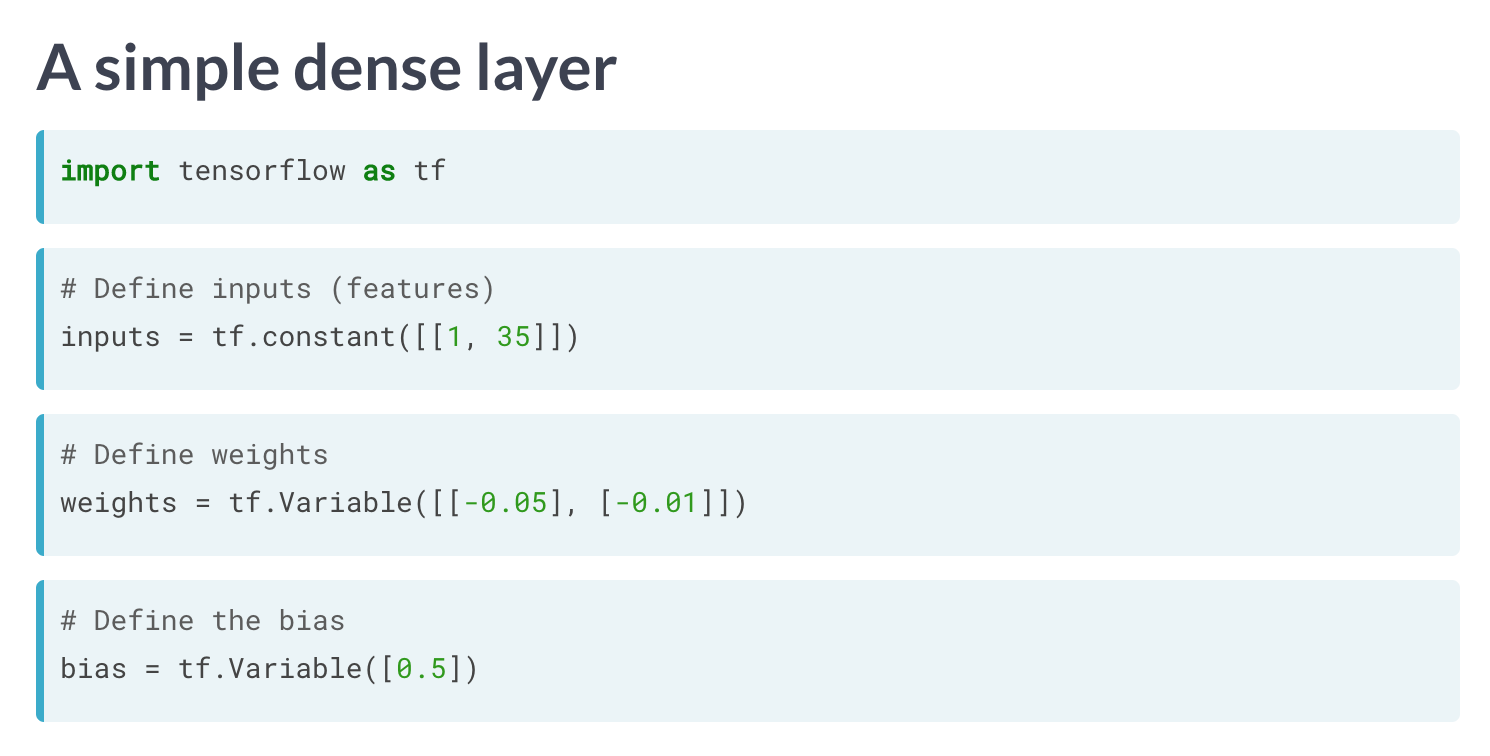 A simple dense layer
import tensorflow as tf
# Define inputs (features)
inputs = tf.constant([[1, 35]])
# Define weights
weights = tf.Variable([[-0.05], [-0.01]])
# Define the bias
bias = tf.Variable([0.5])